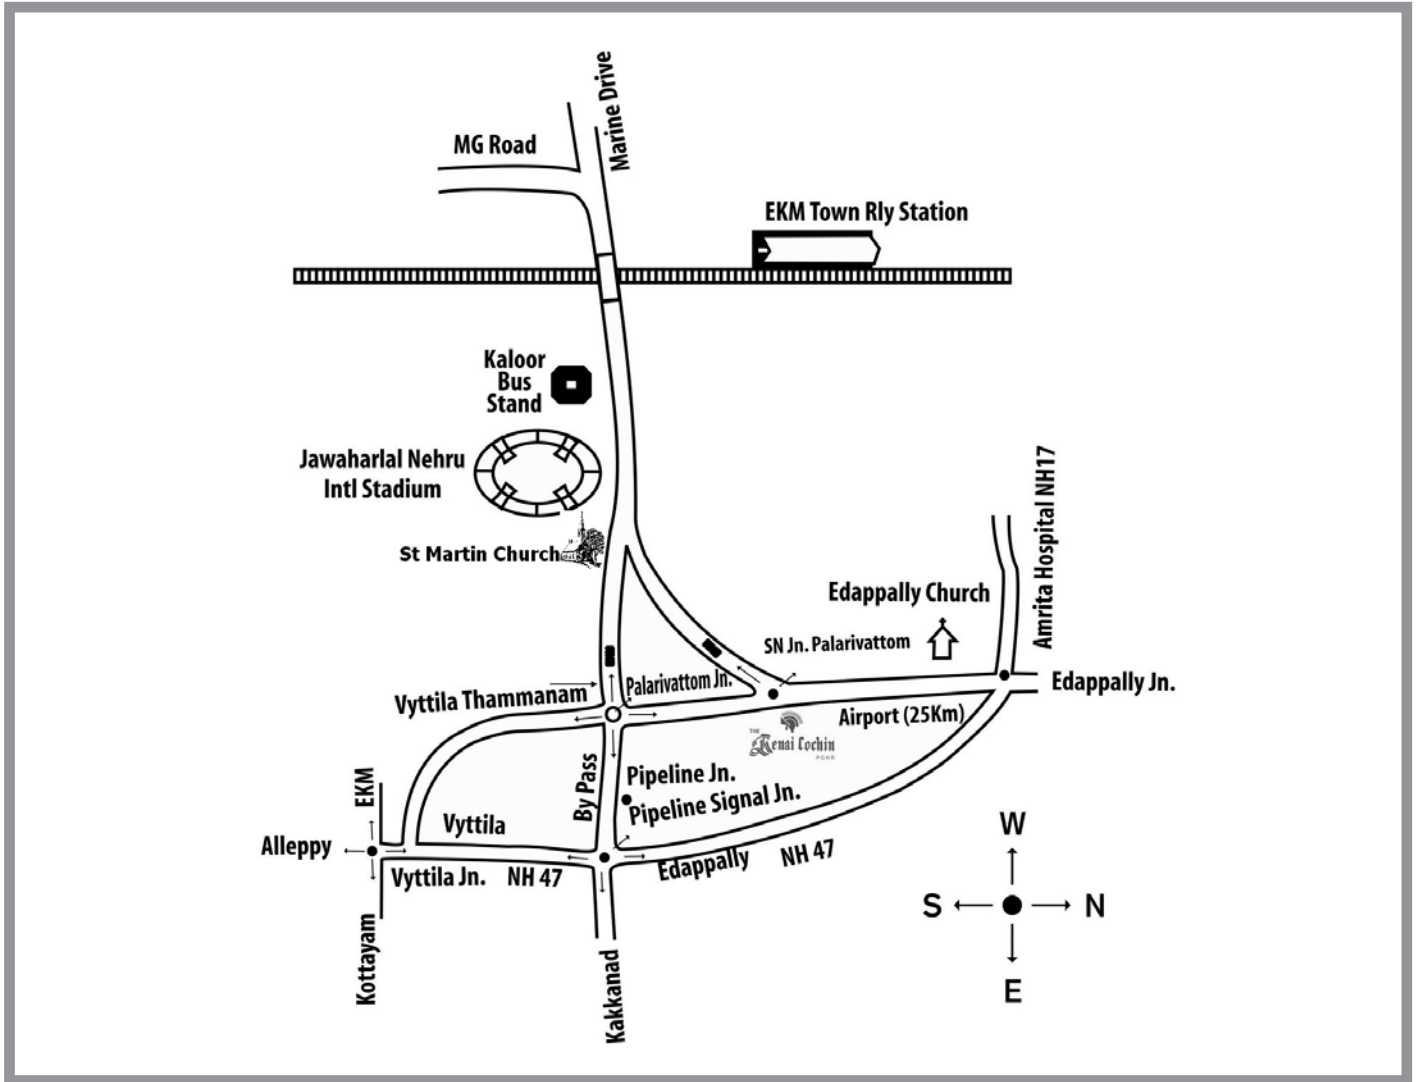 Marine Drive
MG Road
EKM Town Rly Station
Kaloor
Bus
Stand
Jawaharlal Nehru
Intl Stadium
St Martin Church
Amrita Hospital NH17
Edappally Church
SN Jn. Palarivattom
Palarivattom Jn.
Vyttila Thammanam
Edappally Jn.
Airport (25Km)
THE
Kenai Cochin
By Pass
Pipeline Jn.
Pipeline Signal Jn.
EKM
Vyttila
Alleppy
Vyttila Jn.
NH 47
Edappally
NH 47
Kottayam
Kakkanad
W
S
N
E